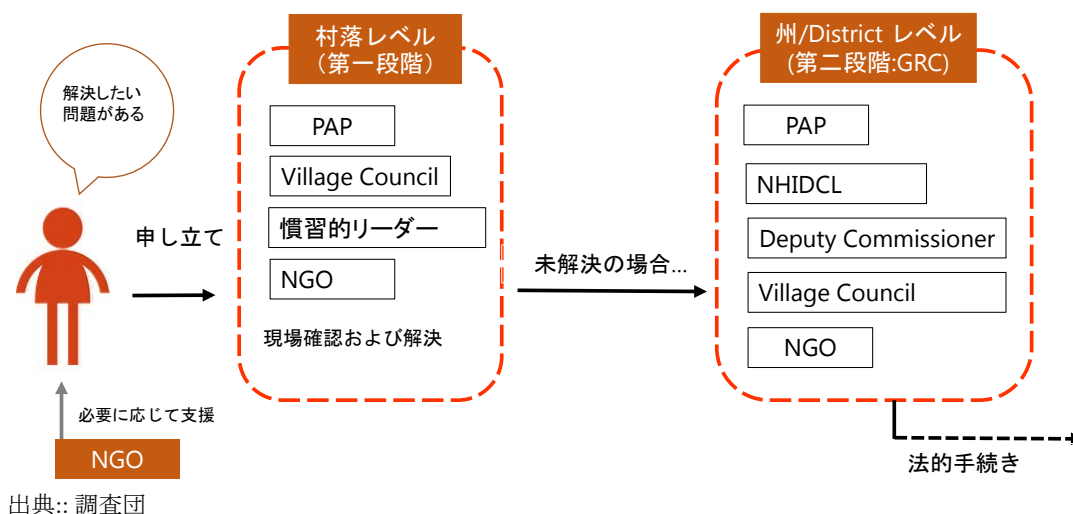 解決したい
問題がある
村落レベル
（第一段階）
PAP
Village Council
慣習的リーダー
NGO
現場確認および解決
申し立て
必要に応じて支援
NGO
未解決の場合...
州/District レベル
(第二段階:GRC)
PAP
NHIDCL
Deputy Commissioner
Village Council
NGO
法的手続き
出典:: 調査団